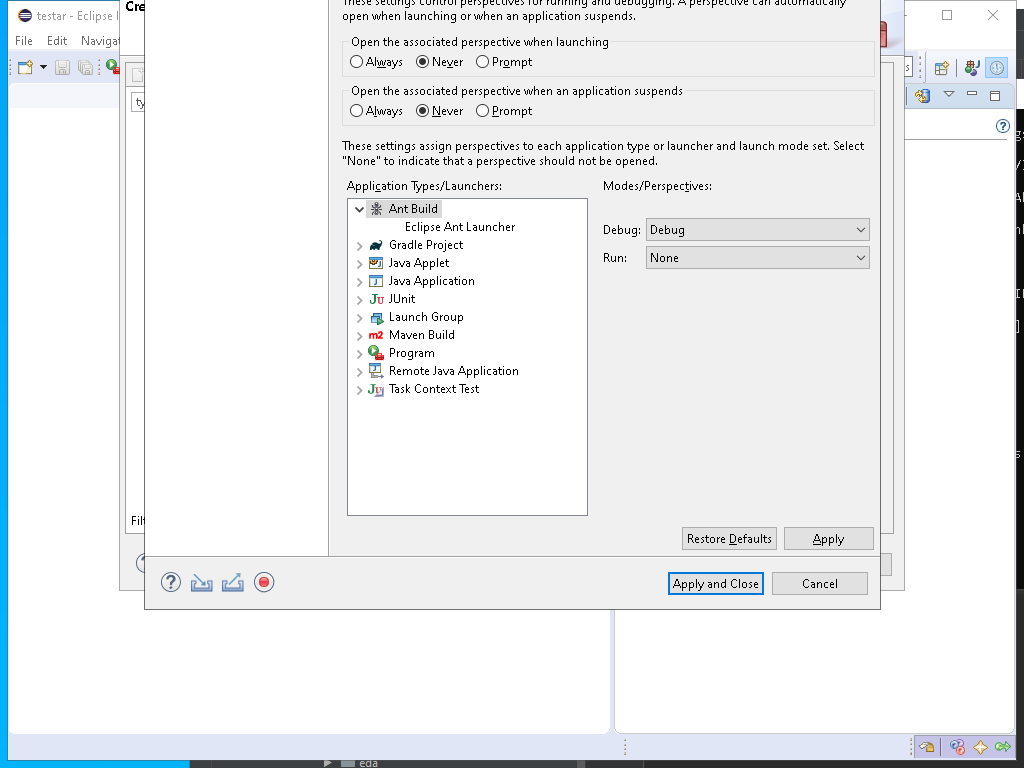 testar - Eclipse
Cre
These settings control perspectives for running and debugging. A perspective can automatically
open when launching or when an application suspends.
File Edit Naviga
Open the associated perspective when launching
Always Never Prompt
Open the associated perspective when an application suspends
Always Never Prompt
These settings assign perspectives to each application type or launcher and launch mode set. Select
"None" to indicate that a perspective should not be opened.
Application Types/Launchers:
Modes/Perspectives:
Ant Build
Eclipse Ant Launcher
Gradle Project
Java Applet
Java Application
JUnit
Launch Group
Maven Build
Program
Remote Java Application
Task Context Test
Debug: Debug
Run: None
Filt
Restore Defaults Apply
Apply and Close Cancel
eda